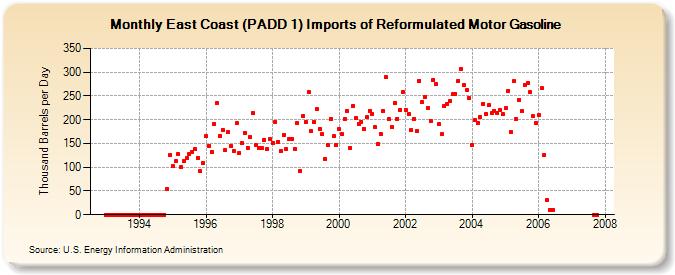 Monthly East Coast (PADD 1) Imports of Reformulated Motor Gasoline
Thousand Barrels per Day
350
300
250
200
150
100
50
0
1994 1996 1998 2000 2002 2004 2006 2008
Source: U.S. Energy Information Administration